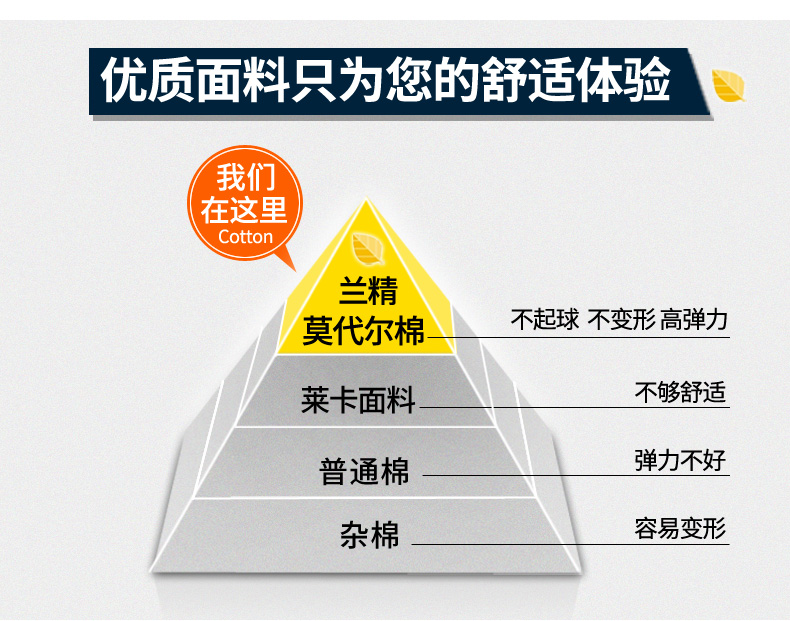 优质面料只为您的舒适体验
我们
在这里
Cotton
兰精
莫代尔棉
不起球 不变形 高弹力
莱卡面料
不够舒适
普通棉
弹力不好
杂棉
容易变形